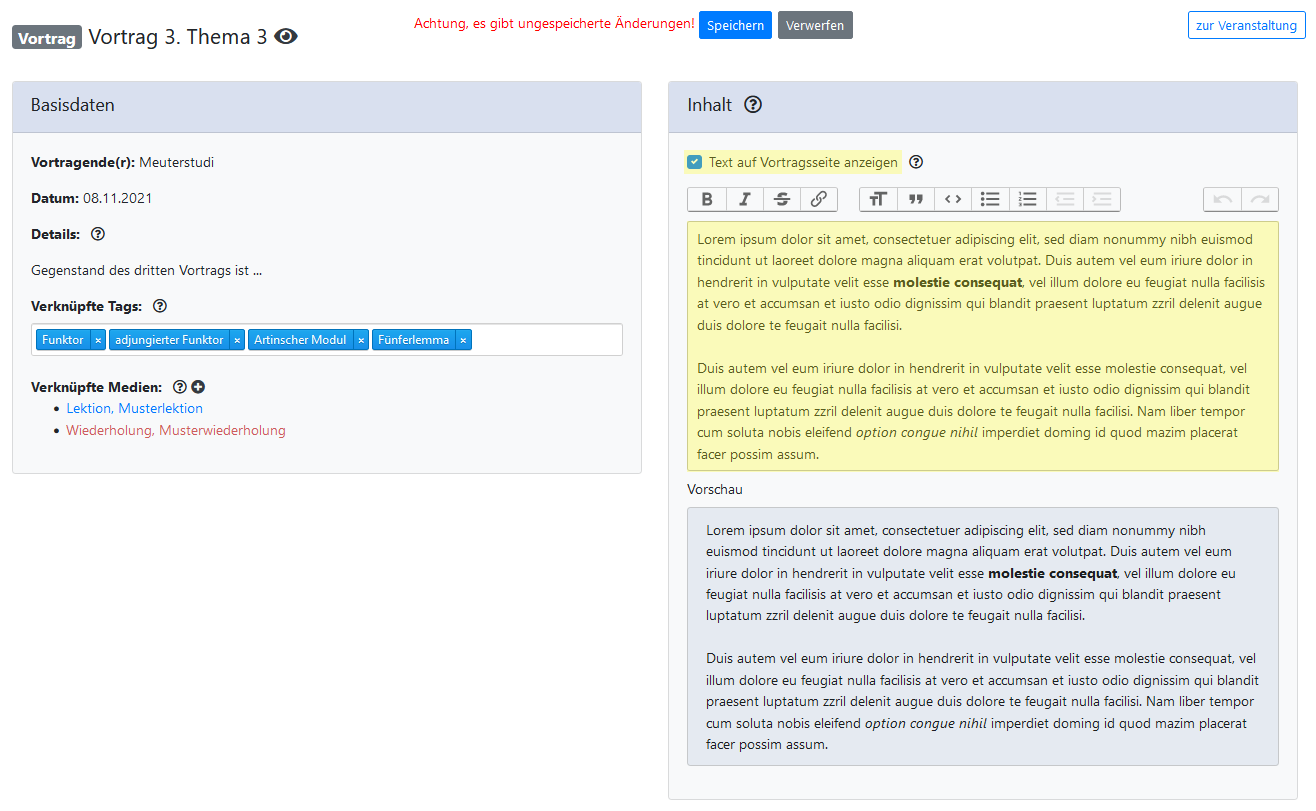 Vortrag Vortrag 3. Thema 3
Achtung, es gibt ungespeicherte Änderungen! Speichern Verwerfen
zur Veranstaltung
Basisdaten
Vortragende(r): Meuterstudi
Datum: 08.11.2021
Details:
Gegenstand des dritten Vortrags ist ...
Verknüpfte Tags:
Funktor × adjungierter Funktor × Artinscher Modul × Fünferlemma ×
Verknüpfte Medien:
Lektion, Musterlektion
Wiederholung, Musterwiederholung
Inhalt
Text auf Vortragsseite anzeigen
Lorem ipsum dolor sit amet, consectetuer adipiscing elit, sed diam nonummy nibh euismod
tincidunt ut laoreet dolore magna aliquam erat volutpat. Duis autem vel eum iriure dolor in
hendrerit in vulputate velit esse molestie consequat, vel illum dolore eu feugiat nulla facilisis
at vero et accumsan et iusto odio dignissim qui blandit praesent luptatum zzril delenit augue
duis dolore te feugait nulla facilisi.
Duis autem vel eum iriure dolor in hendrerit in vulputate velit esse molestie consequat, vel
illum dolore eu feugiat nulla facilisis at vero et accumsan et iusto odio dignissim qui blandit
praesent luptatum zzril delenit augue duis dolore te feugait nulla facilisi. Nam liber tempor
cum soluta nobis eleifend option congue nihil imperdiet doming id quod mazim placerat
facer possim assum.
Vorschau
Lorem ipsum dolor sit amet, consectetuer adipiscing elit, sed diam nonummy nibh
euismod tincidunt ut laoreet dolore magna aliquam erat volutpat. Duis autem vel eum
iriure dolor in hendrerit in vulputate velit esse molestie consequat, vel illum dolore eu
feugiat nulla facilisis at vero et accumsan et iusto odio dignissim qui blandit praesent
luptatum zzril delenit augue duis dolore te feugait nulla facilisi.
Duis autem vel eum iriure dolor in hendrerit in vulputate velit esse molestie consequat, vel
illum dolore eu feugiat nulla facilisis at vero et accumsan et iusto odio dignissim qui blandit
praesent luptatum zzril delenit augue duis dolore te feugait nulla facilisi. Nam liber tempor
cum soluta nobis eleifend option congue nihil imperdiet doming id quod mazim placerat
facer possim assum.